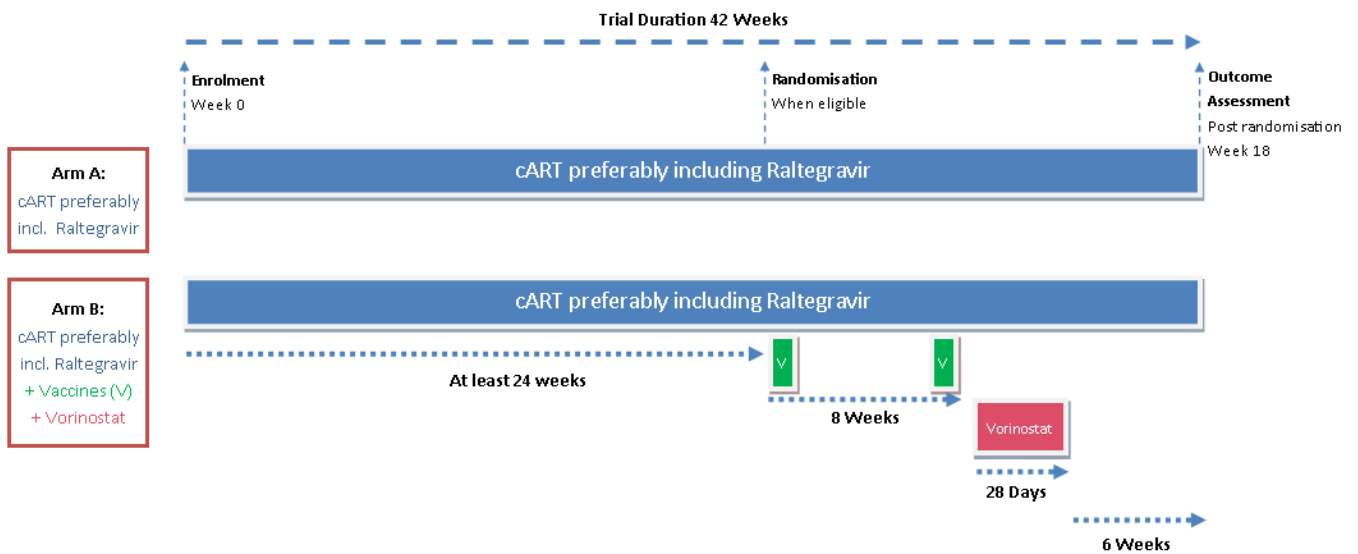 Trial Duration 42 Weeks
Enrolment
Week 0
Randomisation
When eligible
Outcome
Assessment
Post randomisation
Week 18
Arm A:
cART preferably
incl. Raltegravir
cART preferably including Raltegravir
Arm B:
cART preferably
incl. Raltegravir
+ Vaccines (V)
+ Vorinostat
cART preferably including Raltegravir
At least 24 weeks
V
V
8 Weeks
Vorinostat
28 Days
6 Weeks